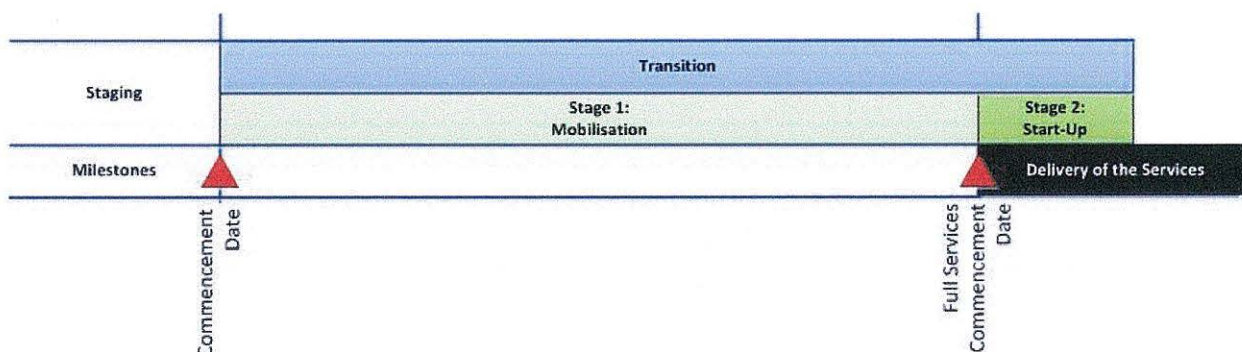 Transition
Staging
Stage 1:
Mobilisation
Stage 2:
Start-Up
Milestones
Delivery of the Services
Commencement
Date
Full Services
Commencement
Date